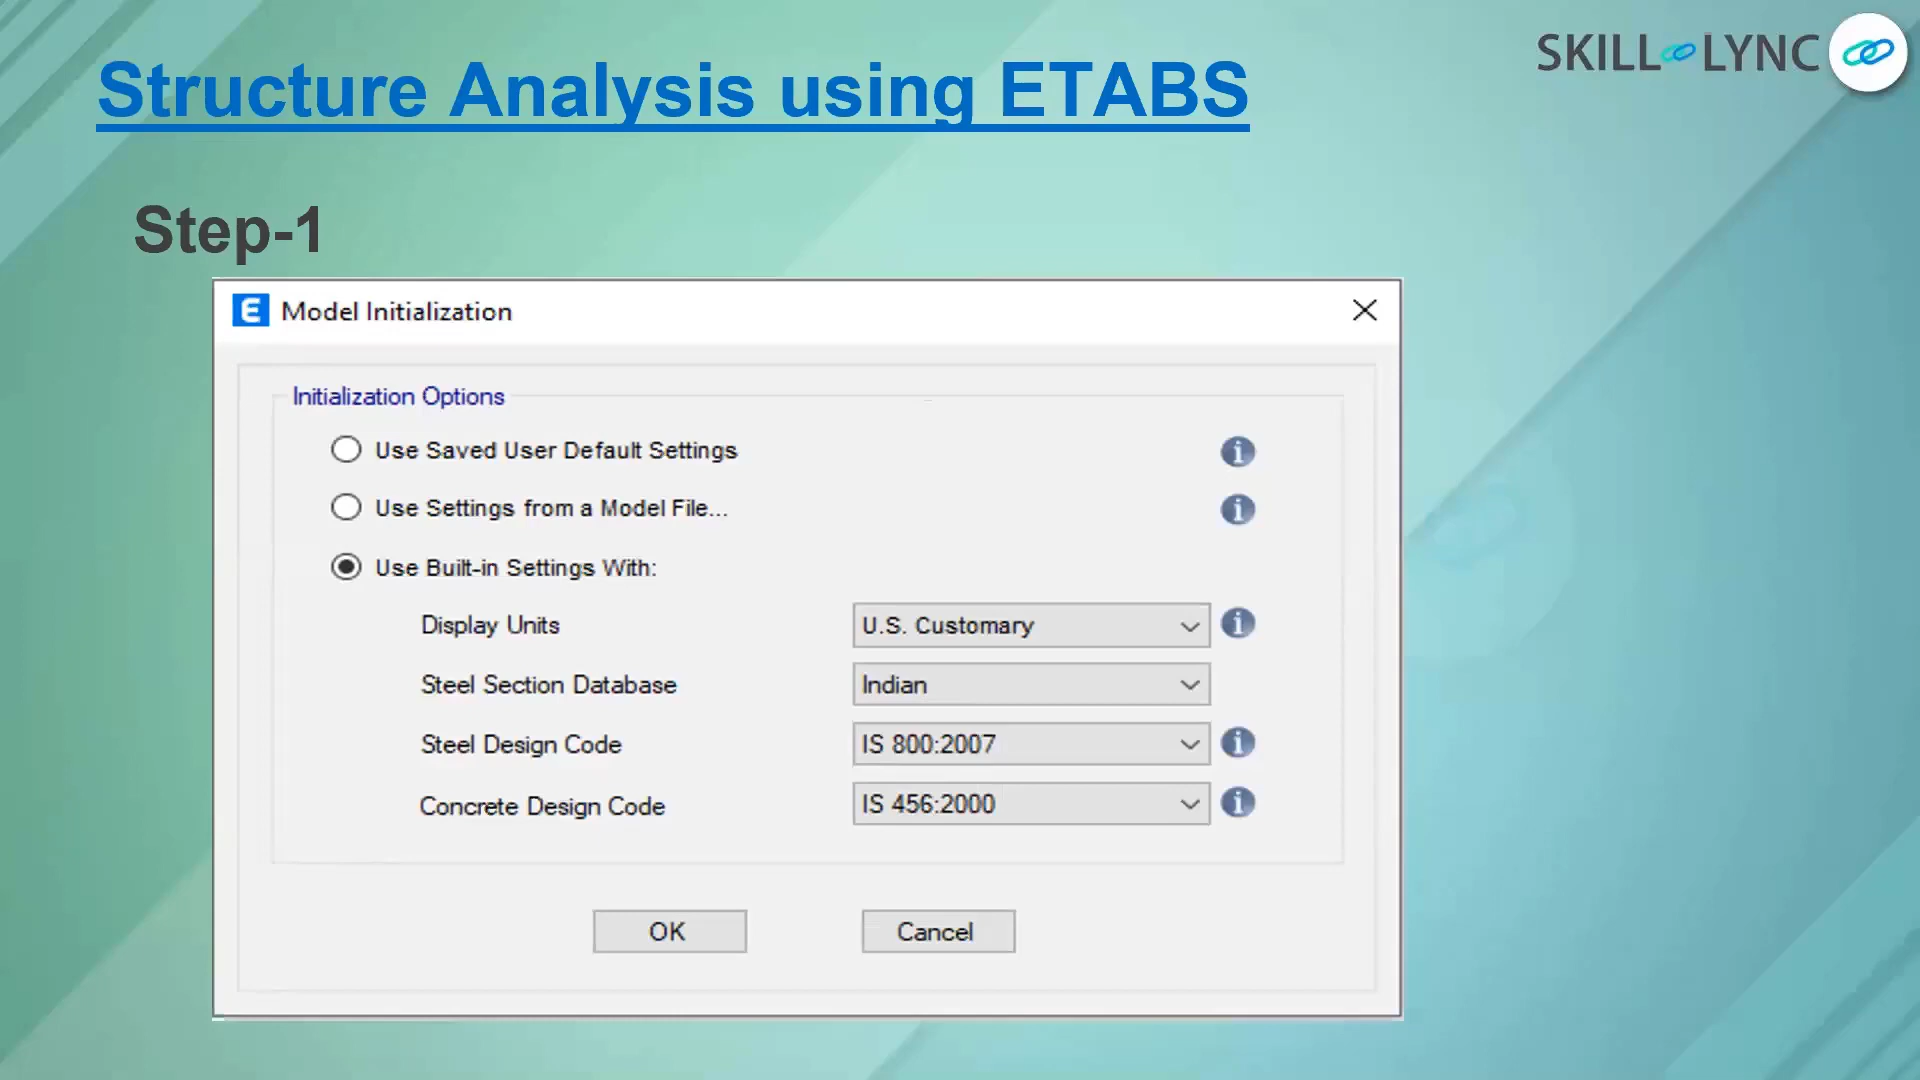 Structure Analysis using ETABS
SKILL LYNC
Step-1
E Model Initialization
Initialization Options
Use Saved User Default Settings
Use Settings from a Model File...
Use Built-in Settings With:
Display Units U.S. Customary
Steel Section Database Indian
Steel Design Code IS 800:2007
Concrete Design Code IS 456:2000
OK Cancel